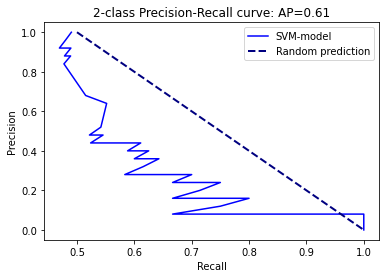 2-class Precision-Recall curve: AP=0.61
SVM-model
Random prediction
1.0
0.8
0.6
0.4
0.2
0.0
Precision
0.5
0.6
0.7
0.8
0.9
1.0
Recall